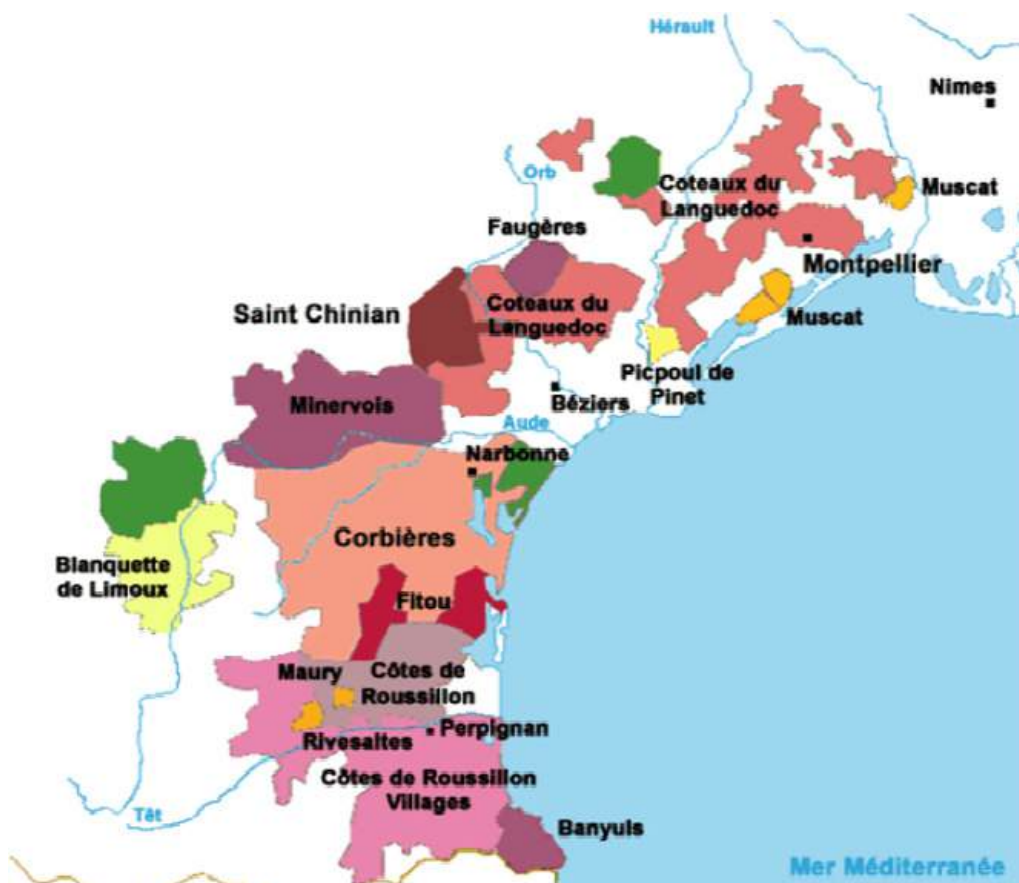 Hérault
Nimes
Orb
Coteaux du
Languedoc
Muscat
Faugères
Montpellier
Saint Chinian
Coteaux du
Languedoc
Muscat
Picpoul de
Pinet
Minervois
Béziers
Aude
Narbonne
Corbières
Blanquette
de Limoux
Fitou
Maury
Côtes de
Roussillon
Rivesaltes
Perpignan
Côtes de Roussillon
Villages
Têt
Banyuls
Mer Méditerranée